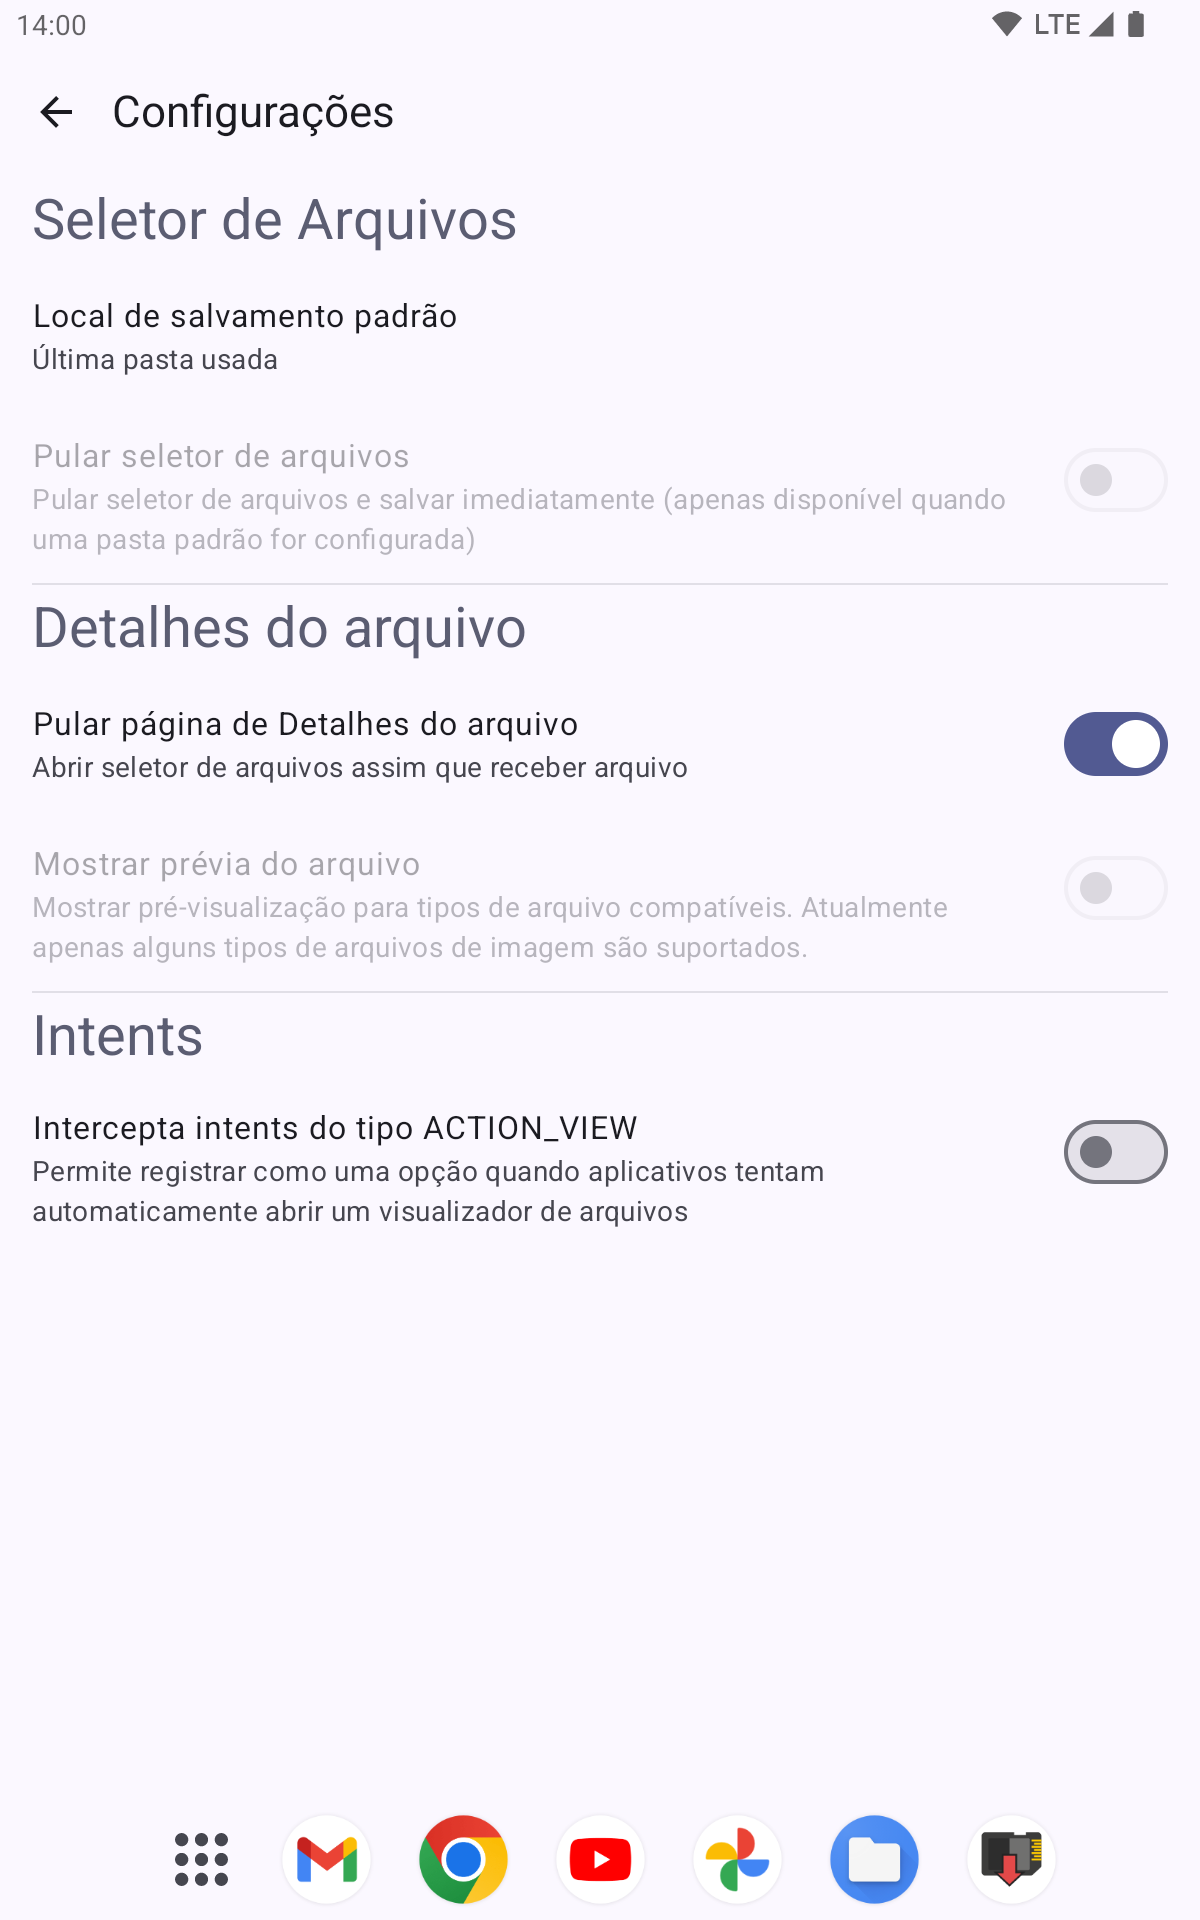 14:00
LTE
Configurações
Seletor de Arquivos
Local de salvamento padrão
Última pasta usada
Pular seletor de arquivos
Pular seletor de arquivos e salvar imediatamente (apenas disponível quando
uma pasta padrão for configurada)
Detalhes do arquivo
Pular página de Detalhes do arquivo
Abrir seletor de arquivos assim que receber arquivo
Mostrar prévia do arquivo
Mostrar pré-visualização para tipos de arquivo compatíveis. Atualmente
apenas alguns tipos de arquivos de imagem são suportados.
Intents
Intercepta intents do tipo ACTION_VIEW
Permite registrar como uma opção quando aplicativos tentam
automaticamente abrir um visualizador de arquivos